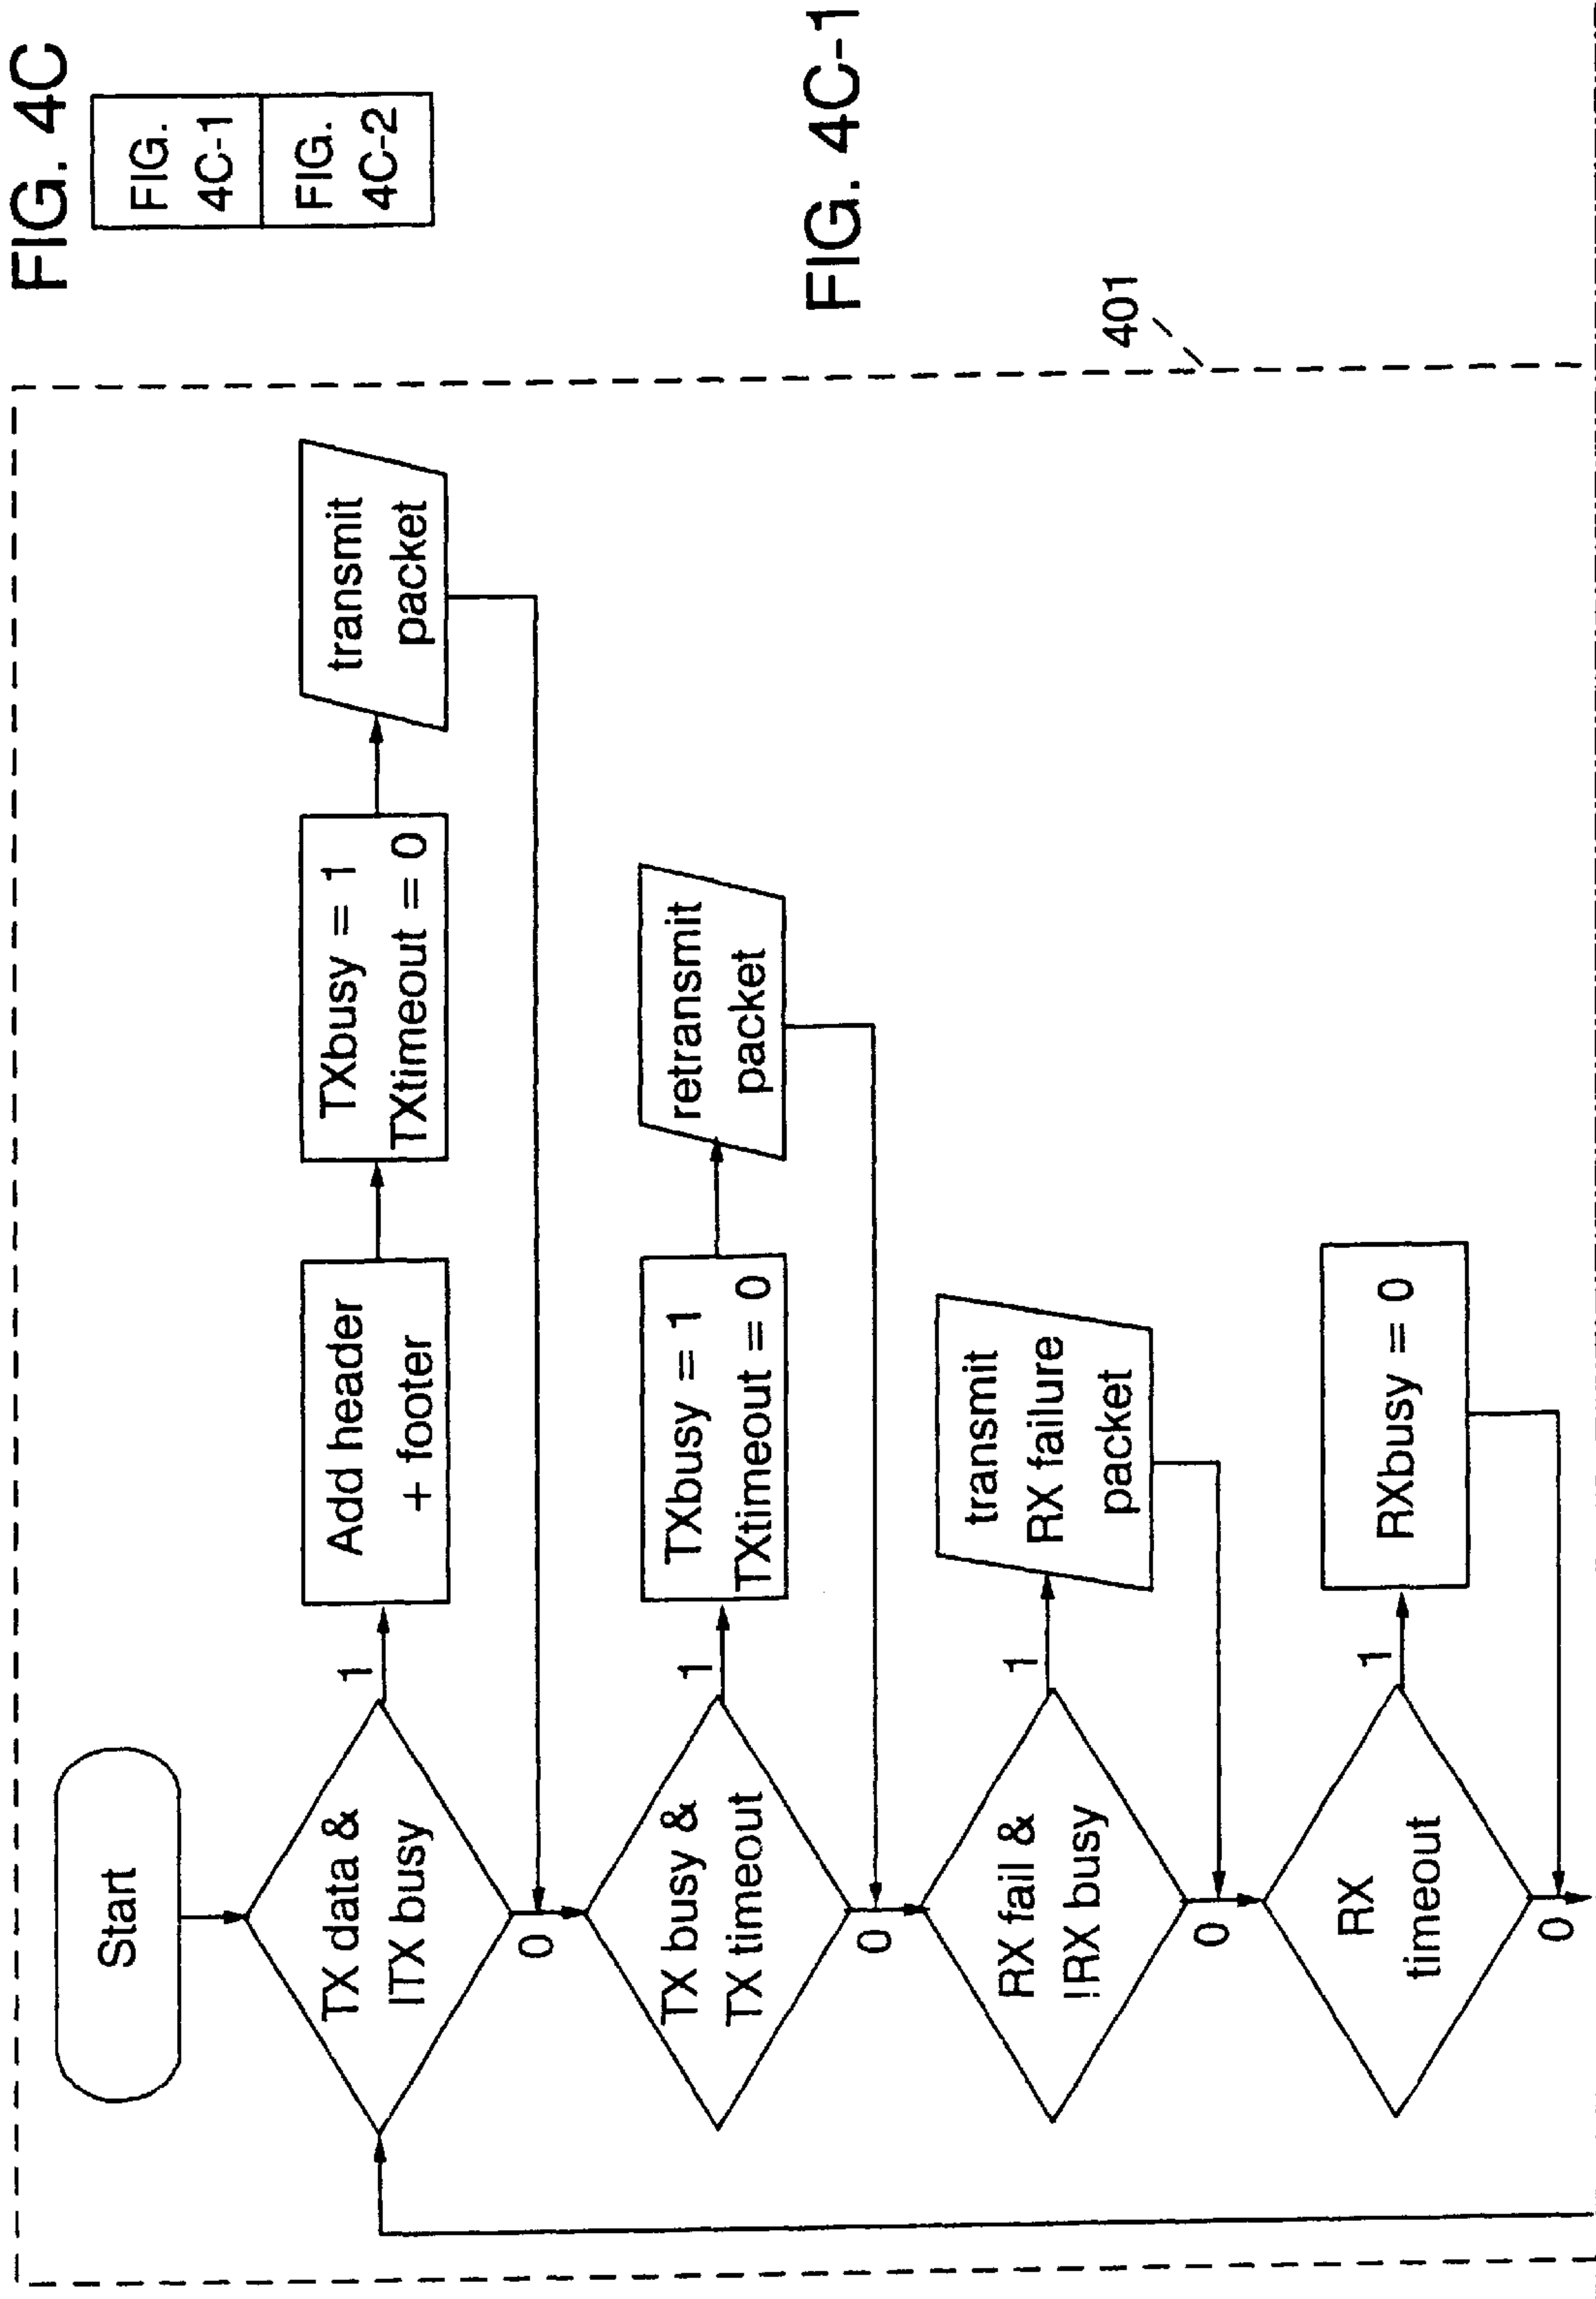 FIG. 4C
FIG.
4C-1
FIG.
4C-2
FIG. 4C-1
401
Start
TX data &
!TX busy
1
0
Add header
+ footer
TXbusy = 1
TXtimeout = 0
transmit
packet
TX busy &
TX timeout
1
0
TXbusy = 1
TXtimeout = 0
retransmit
packet
RX fail &
!RX busy
1
0
transmit
RX failure
packet
RX
timeout
1
0
RXbusy = 0